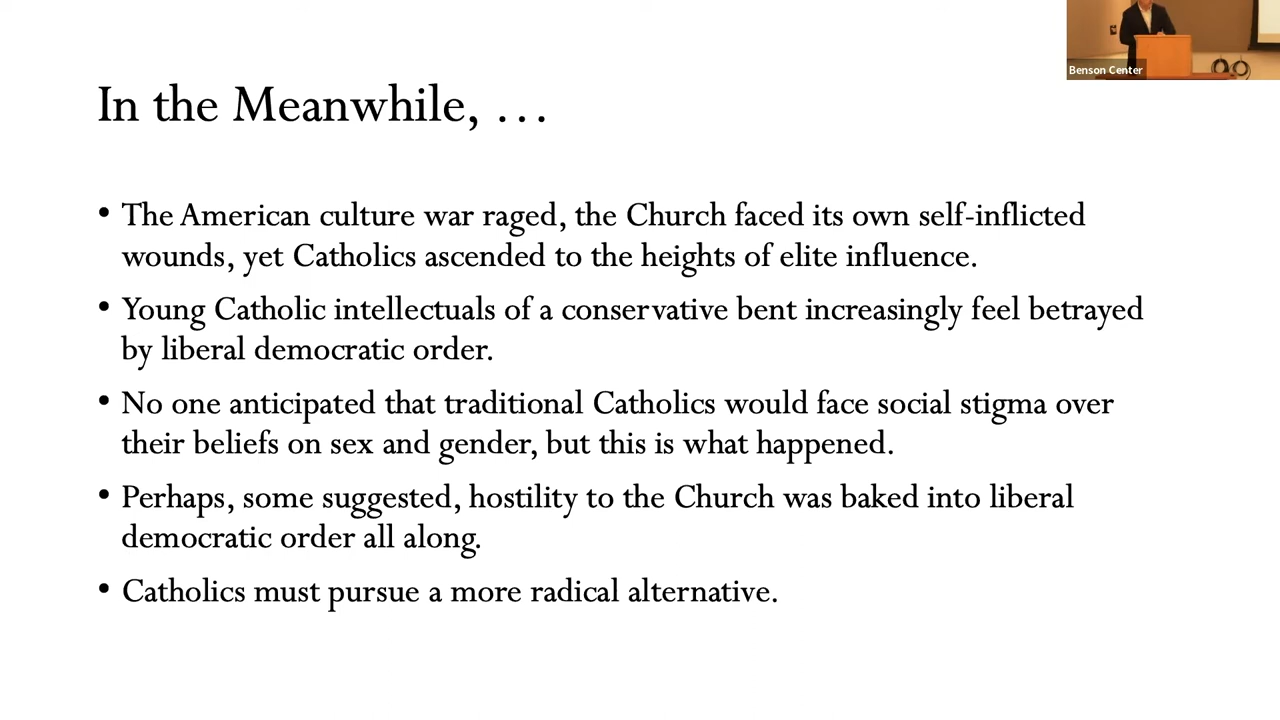 Benson Center
In the Meanwhile, …
• The American culture war raged, the Church faced its own self-inflicted
wounds, yet Catholics ascended to the heights of elite influence.
• Young Catholic intellectuals of a conservative bent increasingly feel betrayed
by liberal democratic order.
• No one anticipated that traditional Catholics would face social stigma over
their beliefs on sex and gender, but this is what happened.
• Perhaps, some suggested, hostility to the Church was baked into liberal
democratic order all along.
• Catholics must pursue a more radical alternative.